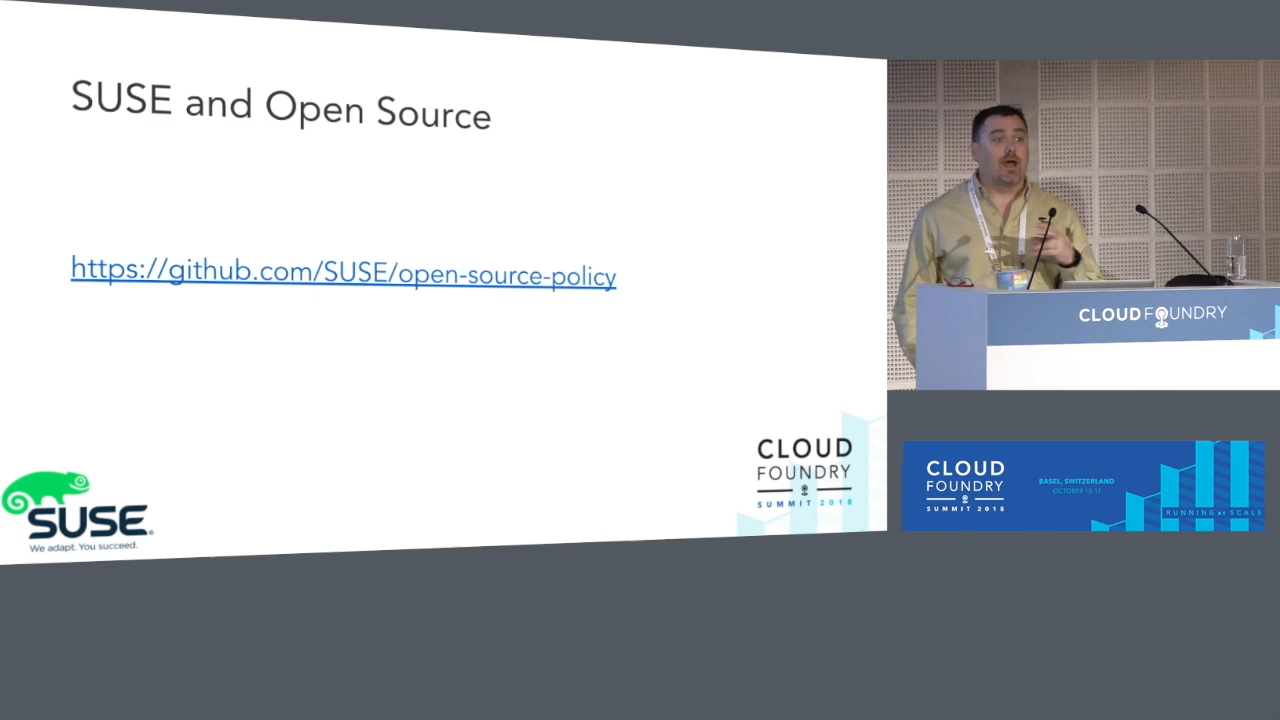 SUSE and Open Source
https://github.com/SUSE/open-source-policy
SUSE
We adapt. You succeed.
CLOUD
FOUNDRY
SUMMIT 2018
CLOUD FOUNDRY
CLOUD
FOUNDRY
SUMMIT 2018
BASEL, SWITZERLAND
OCTOBER 10-11
RUNNING AT SCALE